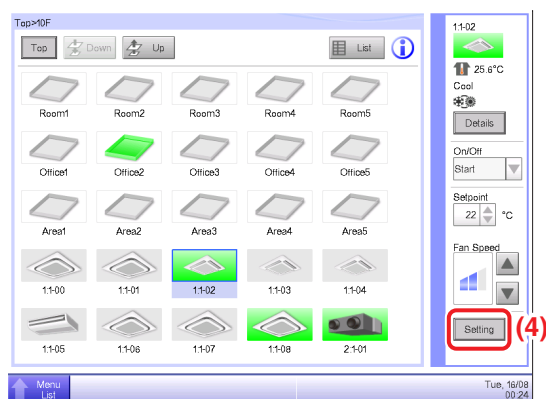 Top>10F
Top
Down
Up
List
Room1 Room2 Room3 Room4 Room5
Office1 Office2 Office3 Office4 Office5
Area1 Area2 Area3 Area4 Area5
1:1-00 1:1-01 1:1-02 1:1-03 1:1-04
1:1-05 1:1-06 1:1-07 1:1-08 2:1-01
1:1-02
25.6°C
Cool
Details
On/Off
Start
Setpoint
22 °C
Fan Speed
Setting
(4)
Menu
List
Tue, 16/08
00:24